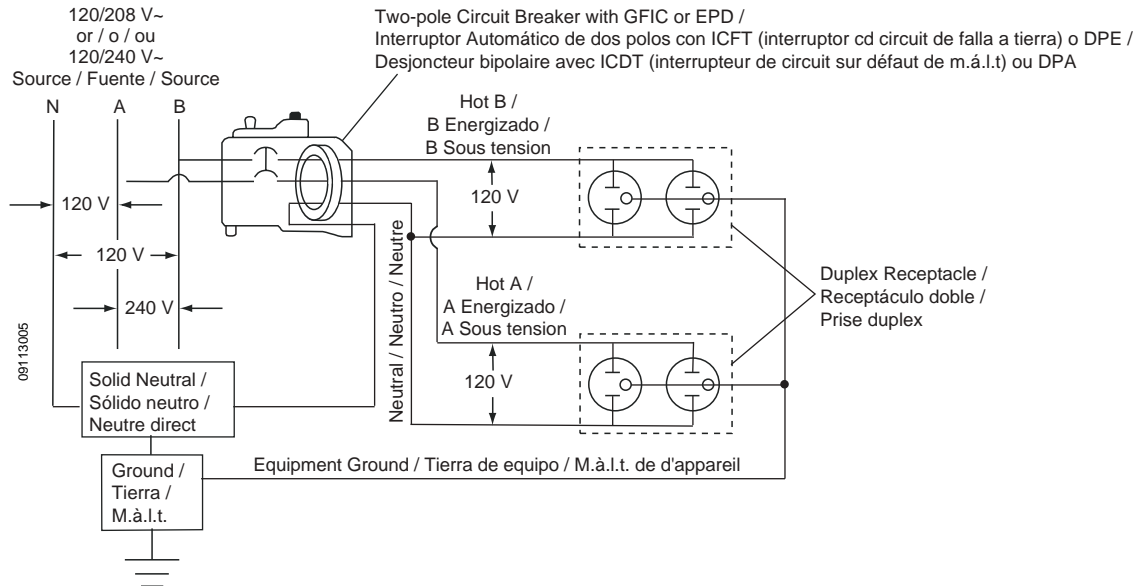 120/208 V~
or / o / ou
120/240 V~
Source / Fuente / Source
N A B
Two-pole Circuit Breaker with GFIC or EPD /
Interruptor Automático de dos polos con ICFT (interruptor cd circuit de falla a tierra) o DPE /
Desjoncteur bipolaire avec ICDT (interrupteur de circuit sur défaut de m.á.l.t) ou DPA
Hot B /
B Energizado /
B Sous tension
120 V
120 V
120 V
240 V
Neutral / Neutro / Neutre
Hot A /
A Energizado /
A Sous tension
120 V
Duplex Receptacle /
Receptáculo doble /
Prise duplex
09113005
Solid Neutral /
Sólido neutro /
Neutre direct
Ground /
Tierra /
M.à.l.t.
Equipment Ground / Tierra de equipo / M.à.l.t. de d'appareil